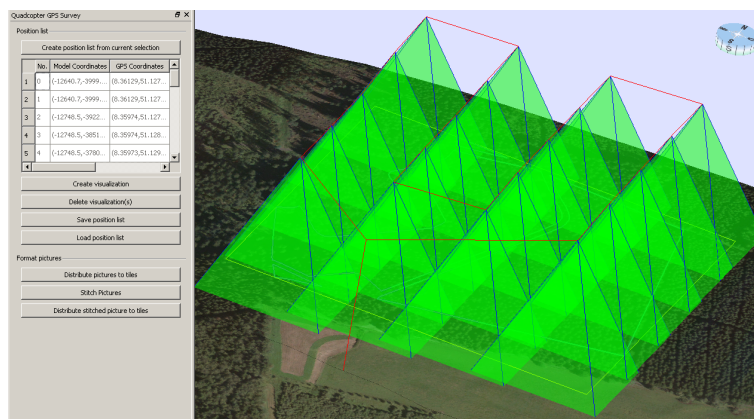 Quadcopter GPS Survey
Position list
Create position list from current selection
No. Model Coordinates GPS Coordinates
1 0 (-12640.7,-3999.... (8.36129,51.127...
2 1 (-12640.7,-3999.... (8.36129,51.127...
3 2 (-12748.5,-3922.... (8.35974,51.127...
4 3 (-12748.5,-3851.... (8.35974,51.128...
5 4 (-12748.5,-3780.... (8.35973,51.129...
Create visualization
Delete visualization(s)
Save position list
Load position list
Format pictures
Distribute pictures to tiles
Stitch Pictures
Distribute stitched picture to tiles
N